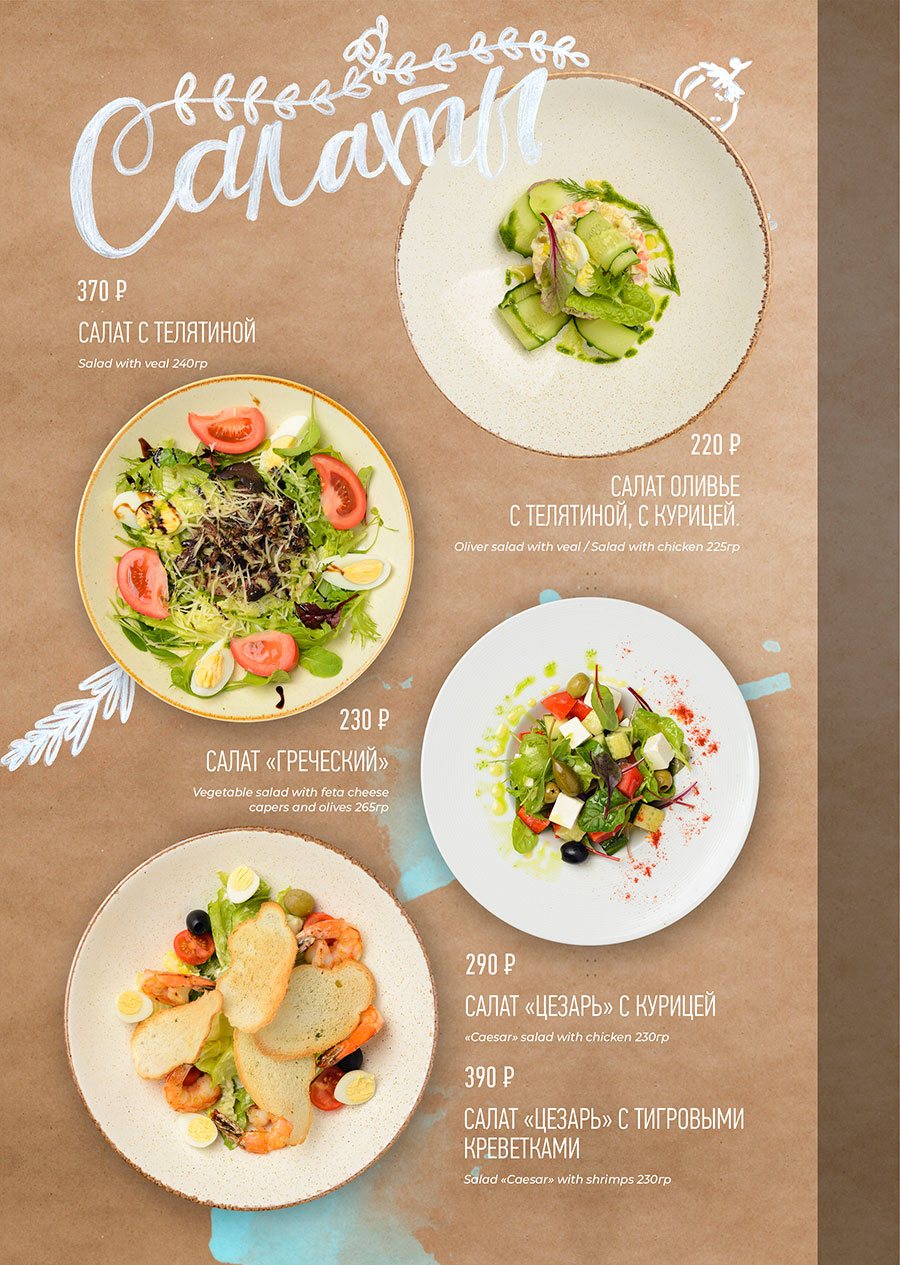 Салаты
370 ₽
САЛАТ С ТЕЛЯТИНОЙ
Salad with veal 240гр
220 ₽
САЛАТ ОЛИВЬЕ
С ТЕЛЯТИНОЙ, С КУРИЦЕЙ.
Oliver salad with veal / Salad with chicken 225гр
230 ₽
САЛАТ «ГРЕЧЕСКИЙ»
Vegetable salad with feta cheese
capers and olives 265гр
290 ₽
САЛАТ «ЦЕЗАРЬ» С КУРИЦЕЙ
«Caesar» salad with chicken 230гр
390 ₽
САЛАТ «ЦЕЗАРЬ» С ТИГРОВЫМИ
КРЕВЕТКАМИ
Salad «Caesar» with shrimps 230гр